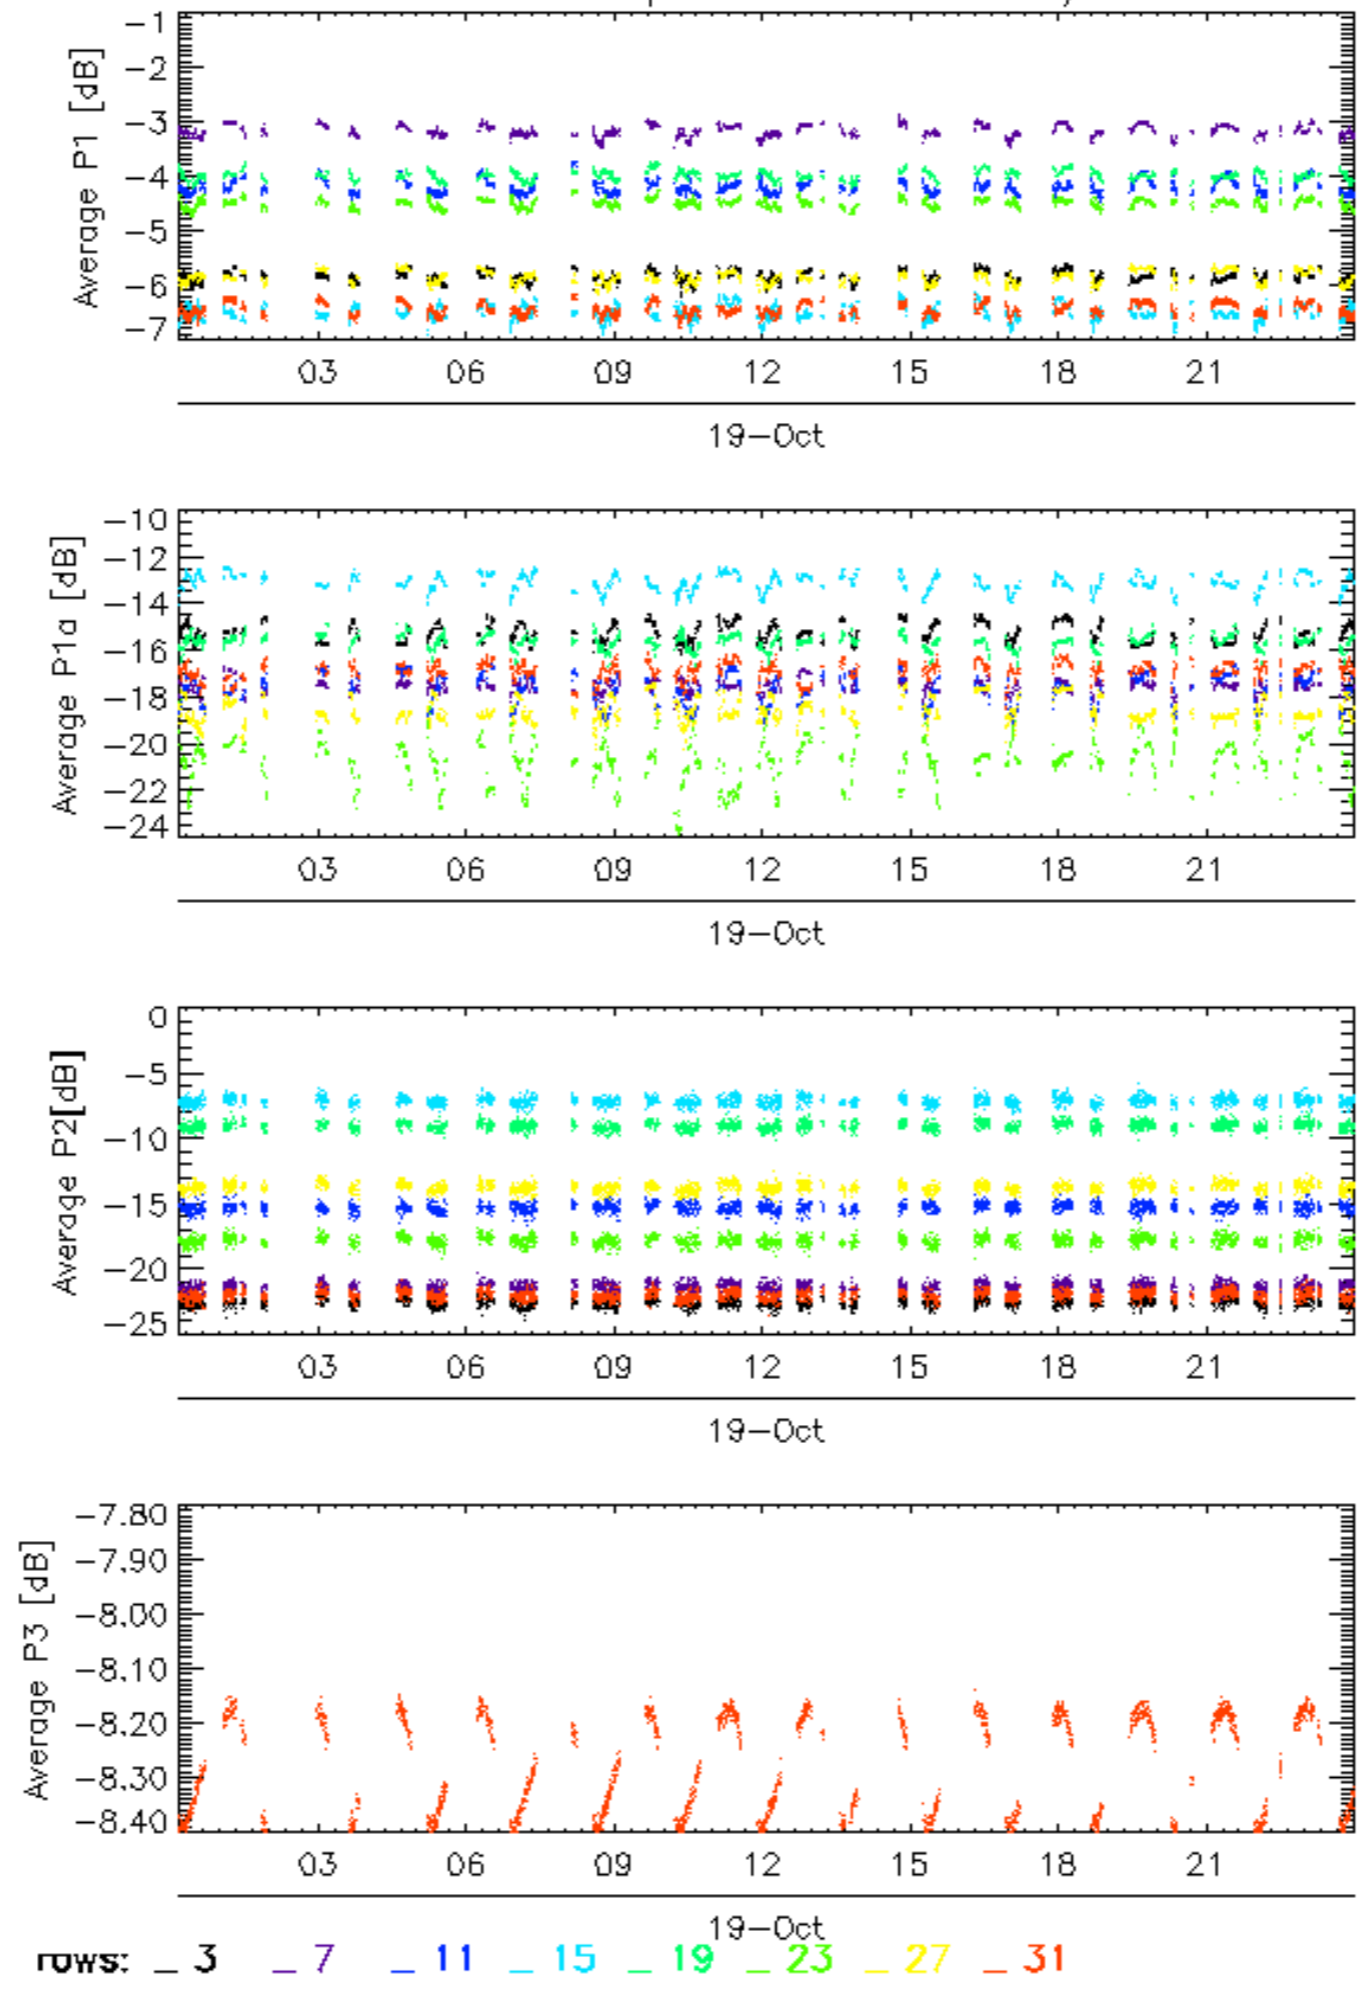 Average P1 [dB]
-1
-2
-3
-4
-5
-6
-7
03 06 09 12 15 18 21
19-Oct
Average P1a [dB]
-10
-12
-14
-16
-18
-20
-22
-24
03 06 09 12 15 18 21
19-Oct
Average P2[dB]
0
-5
-10
-15
-20
-25
03 06 09 12 15 18 21
19-Oct
Average P3 [dB]
-7.80
-7.90
-8.00
-8.10
-8.20
-8.30
-8.40
03 06 09 12 15 18 21
19-Oct
rows: _ 3 _ 7 _ 11 _ 15 _ 19 _ 23 _ 27 _ 31